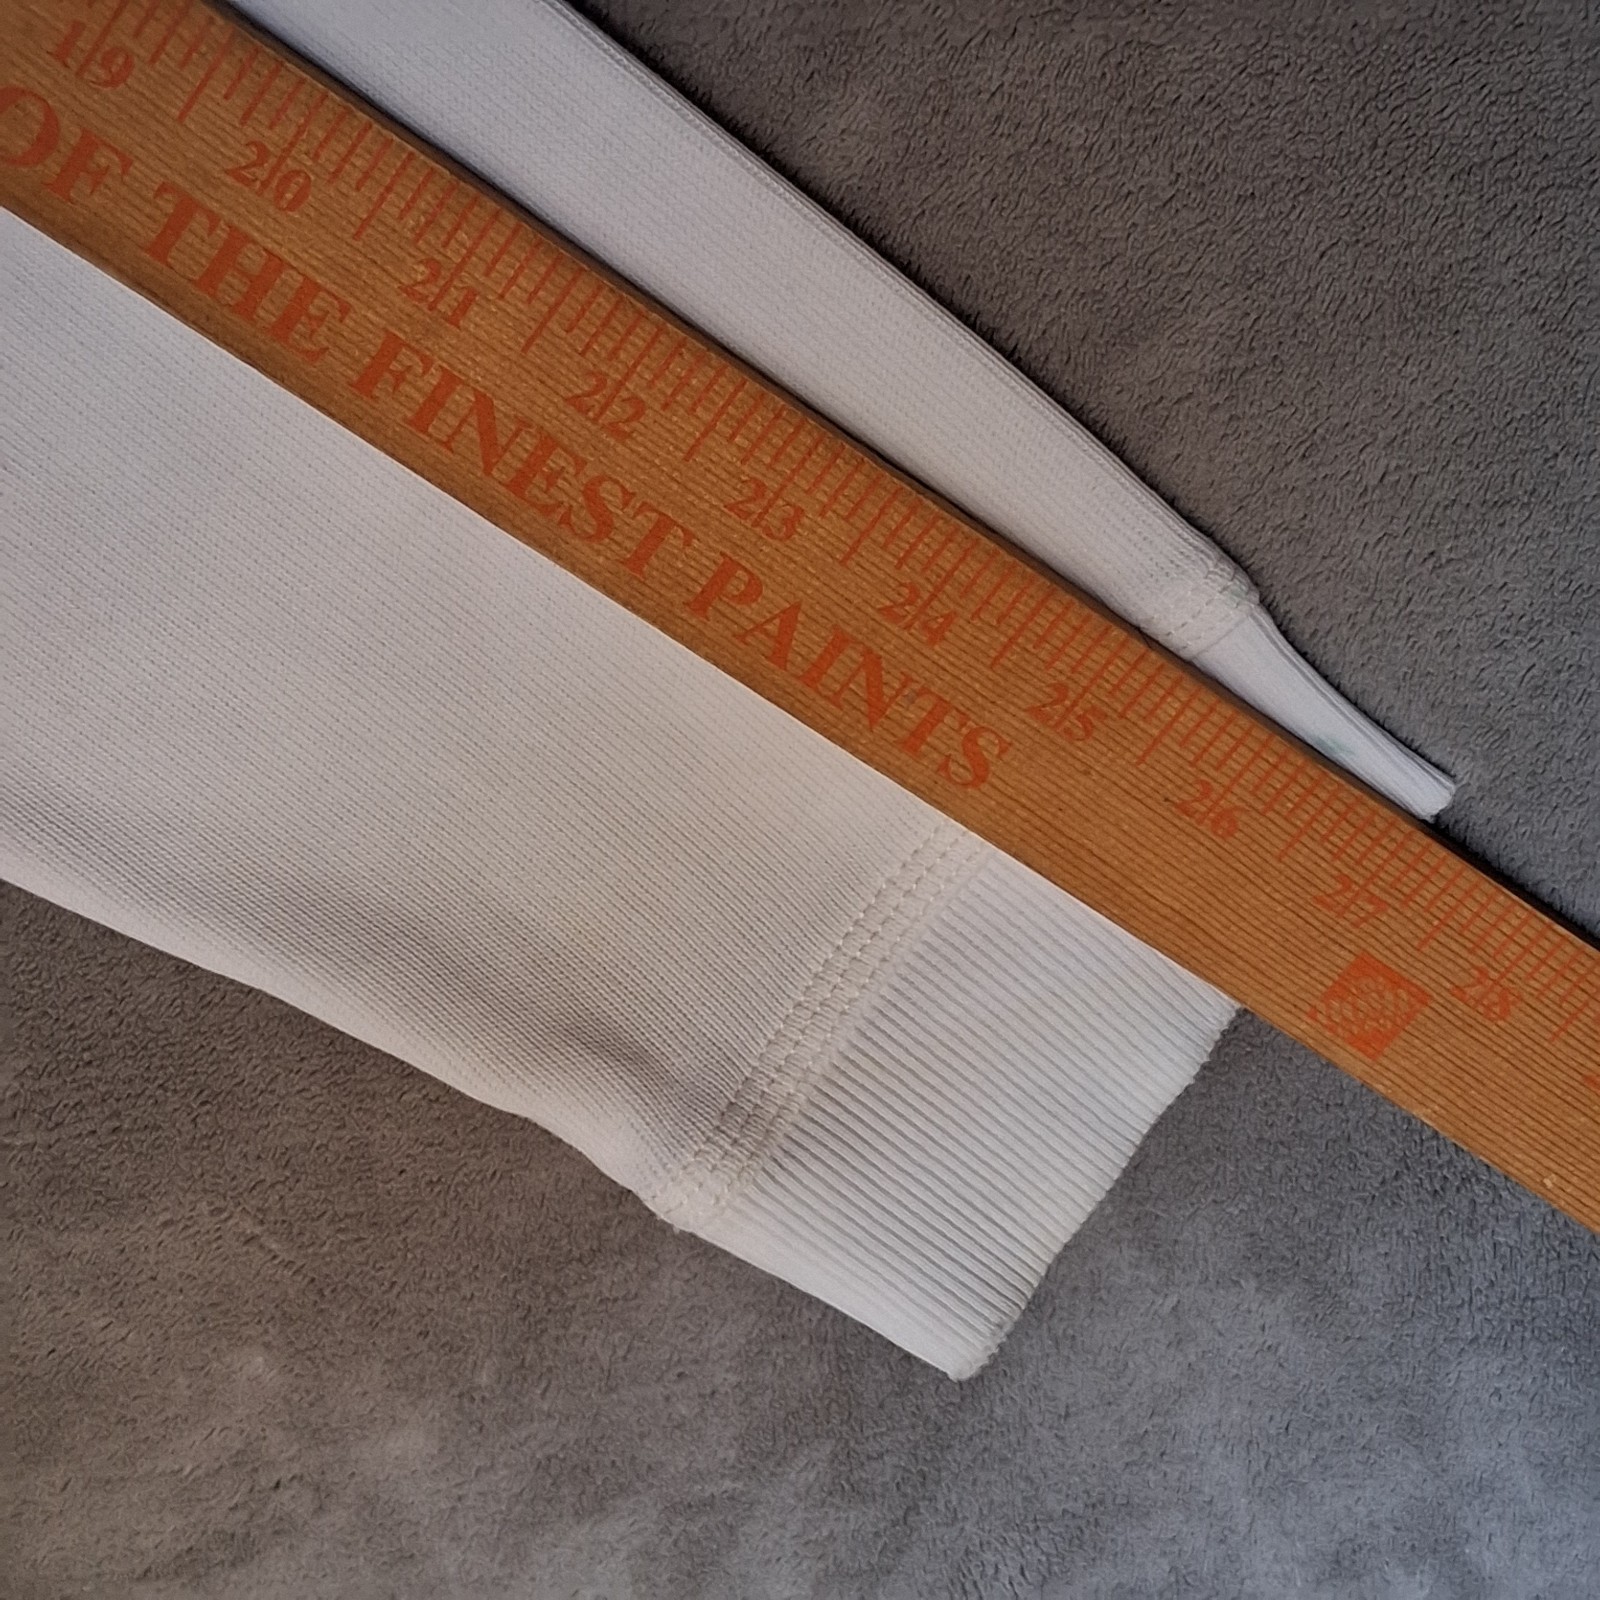 19 20 21 22 23 24 25 26 27 28
OF THE FINEST PAINTS